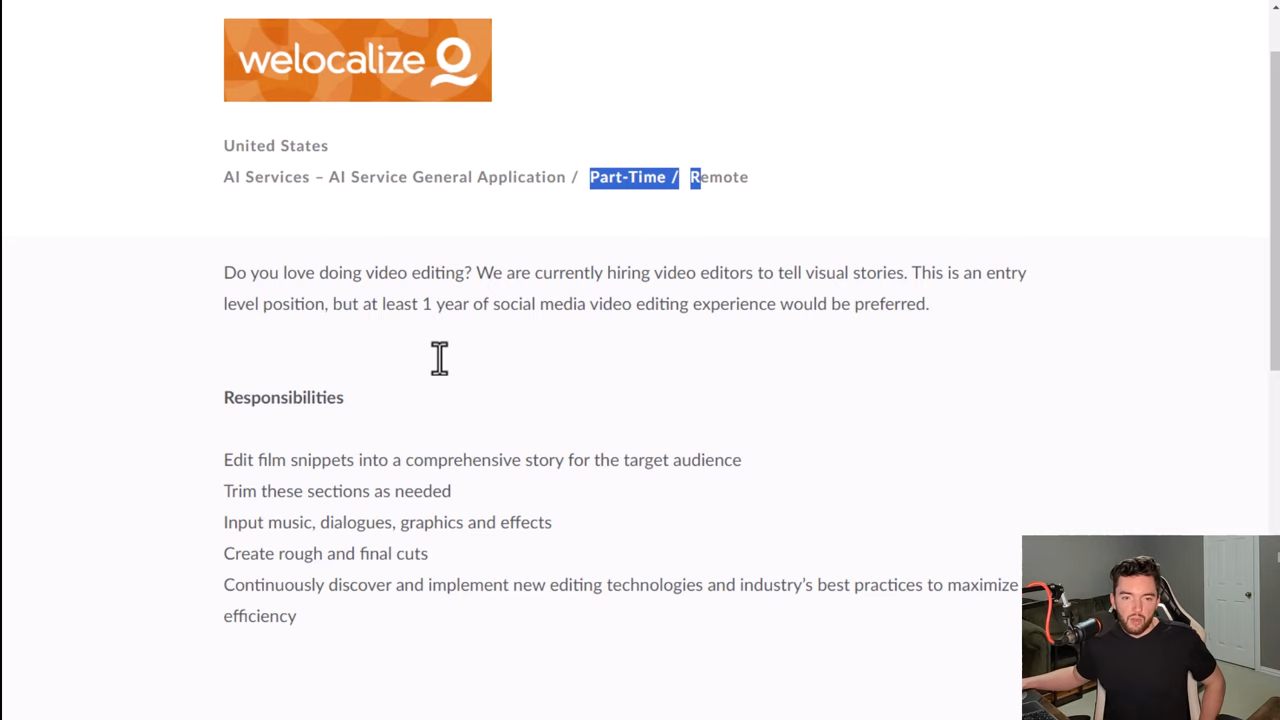 welocalize
United States
AI Services – AI Service General Application / Part-Time / Remote
Do you love doing video editing? We are currently hiring video editors to tell visual stories. This is an entry
level position, but at least 1 year of social media video editing experience would be preferred.
Responsibilities
Edit film snippets into a comprehensive story for the target audience
Trim these sections as needed
Input music, dialogues, graphics and effects
Create rough and final cuts
Continuously discover and implement new editing technologies and industry’s best practices to maximize
efficiency